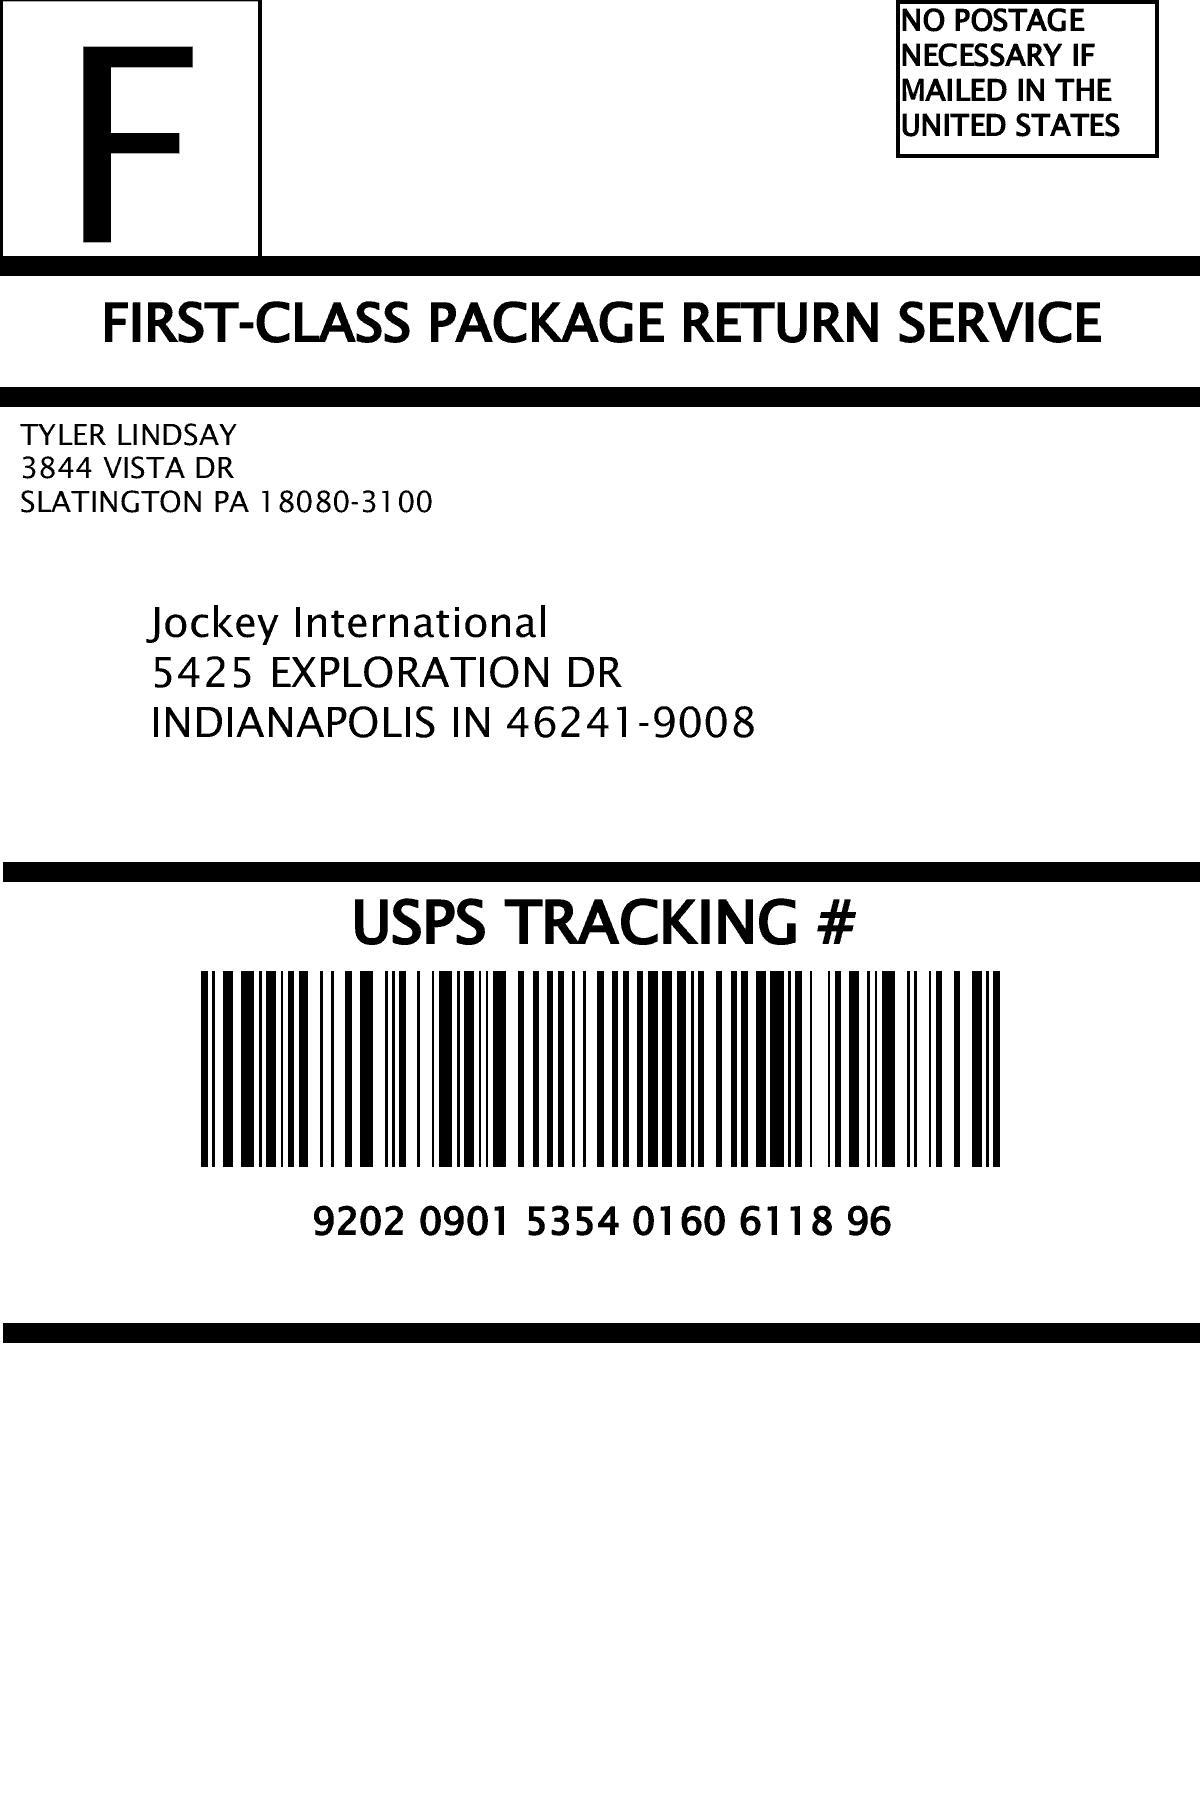 F
NO POSTAGE
NECESSARY IF
MAILED IN THE
UNITED STATES
FIRST-CLASS PACKAGE RETURN SERVICE
TYLER LINDSAY
3844 VISTA DR
SLATINGTON PA 18080-3100
Jockey International
5425 EXPLORATION DR
INDIANAPOLIS IN 46241-9008
USPS TRACKING #
9202 0901 5354 0160 6118 96